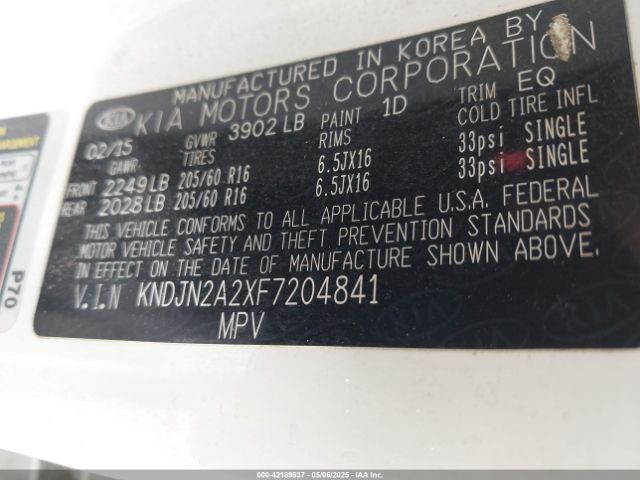 MANUFACTURED IN KOREA BY
KIA KIA MOTORS CORPORATION
02/15 GVWR 3902 LB PAINT 1D TRIM EQ
GAWR TIRES RIMS COLD TIRE INFL
FRONT 2249 LB 205/60 R16 6.5JX16 33psi SINGLE
REAR 2028 LB 205/60 R16 6.5JX16 33psi SINGLE
THIS VEHICLE CONFORMS TO ALL APPLICABLE U.S.A. FEDERAL
MOTOR VEHICLE SAFETY AND THEFT PREVENTION STANDARDS
IN EFFECT ON THE DATE OF MANUFACTURE SHOWN ABOVE.
V.I.N KNDJN2A2XF7204841
MPV
P70
000-42189637 - 05/06/2025 - IAAI.COM